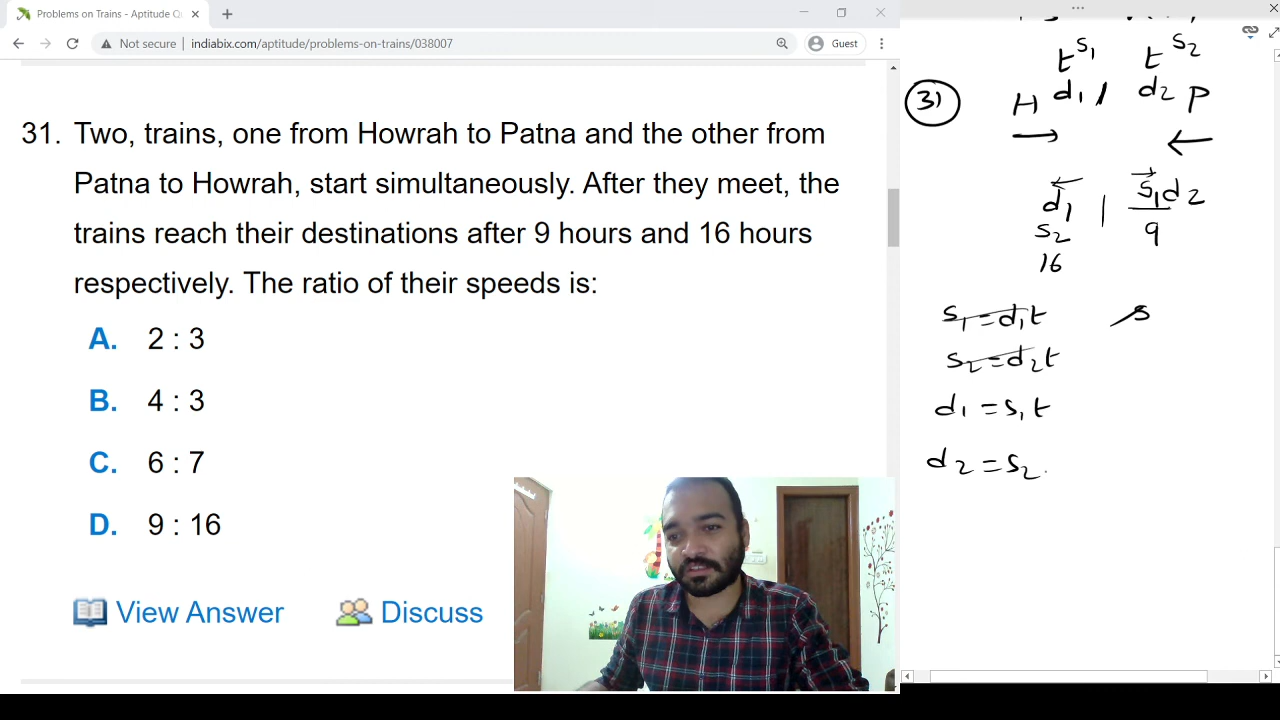 Problems on Trains - Aptitude Q
Not secure | indiabix.com/aptitude/problems-on-trains/038007
Guest
31. Two, trains, one from Howrah to Patna and the other from
Patna to Howrah, start simultaneously. After they meet, the
trains reach their destinations after 9 hours and 16 hours
respectively. The ratio of their speeds is:
A. 2 : 3
B. 4 : 3
C. 6 : 7
D. 9 : 16
View Answer Discuss
t s1 t s2
31 H d1 / d2 P
d1 | s1 d2
s2 9
16
s1 = d1t s
s2 = d2t
d1 = s1t
d2 = s2